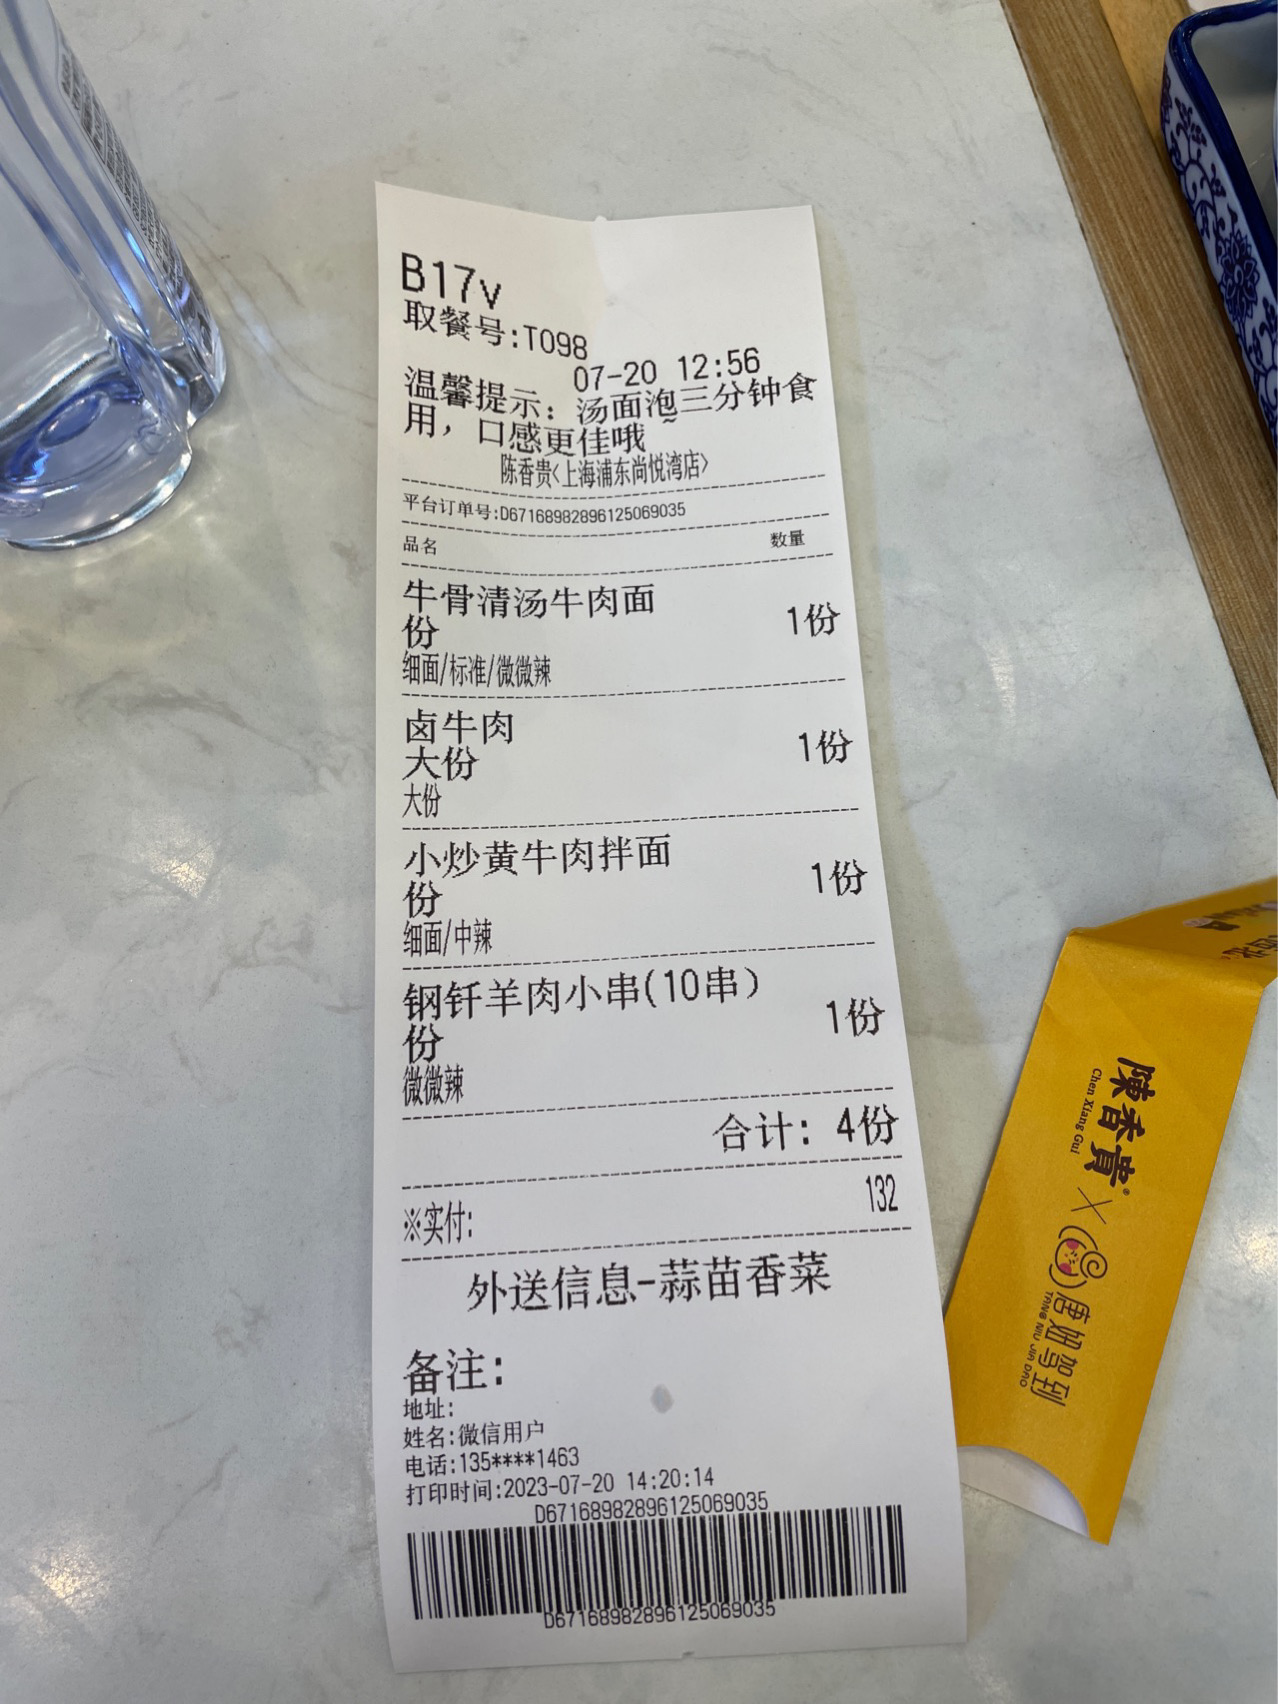 B17v
取餐号:T098
07-20 12:56
温馨提示: 汤面泡三分钟食
用, 口感更佳哦~
陈香贵<上海浦东尚悦湾店>
平台订单号:D671689828961250​69035
品名 数量
牛骨清汤牛肉面
份 1份
细面/标准/微微辣
卤牛肉
大份 1份
大份
小炒黄牛肉拌面
份 1份
细面/中辣
钢钎羊肉小串(10串)
份 1份
微微辣
合计: 4份
※实付: 132
外送信息-蒜苗香菜
备注:
地址:
姓名:微信用户
电话:135****1463
打印时间:2023-07-20 14:20:14
D67168982896125069035
D67168982896125069035
陳香貴®
Chen Xiang Gui
×
唐妞驾到
TANG NIU JIA DAO